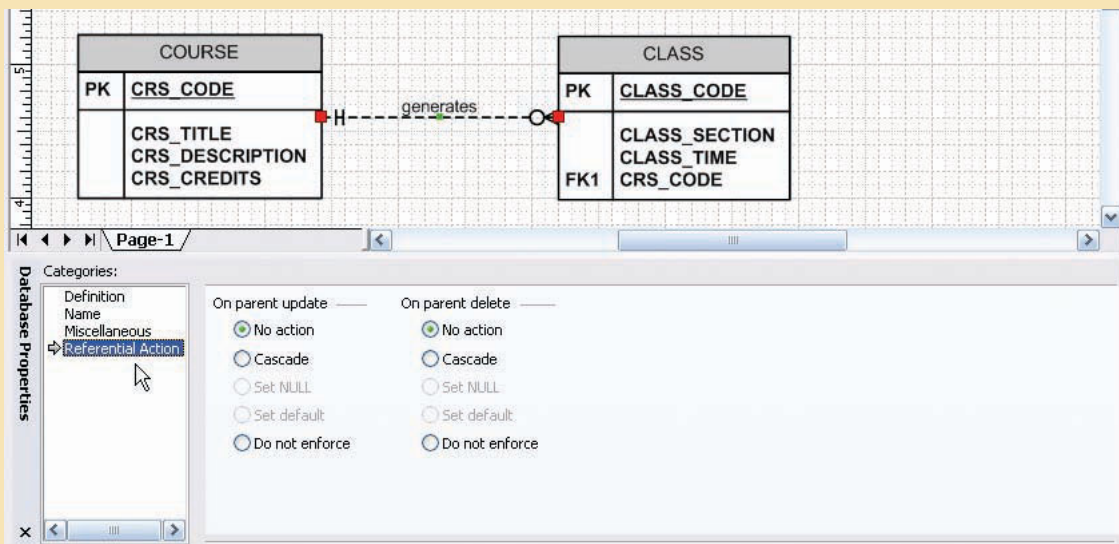 COURSE
PK CRS_CODE
CRS_TITLE
CRS_DESCRIPTION
CRS_CREDITS
generates
CLASS
PK CLASS_CODE
CLASS_SECTION
CLASS_TIME
FK1 CRS_CODE
5
4
Page-1
Database Properties
Categories:
Definition
Name
Miscellaneous
Referential Action
On parent update
No action
Cascade
Set NULL
Set default
Do not enforce
On parent delete
No action
Cascade
Set NULL
Set default
Do not enforce